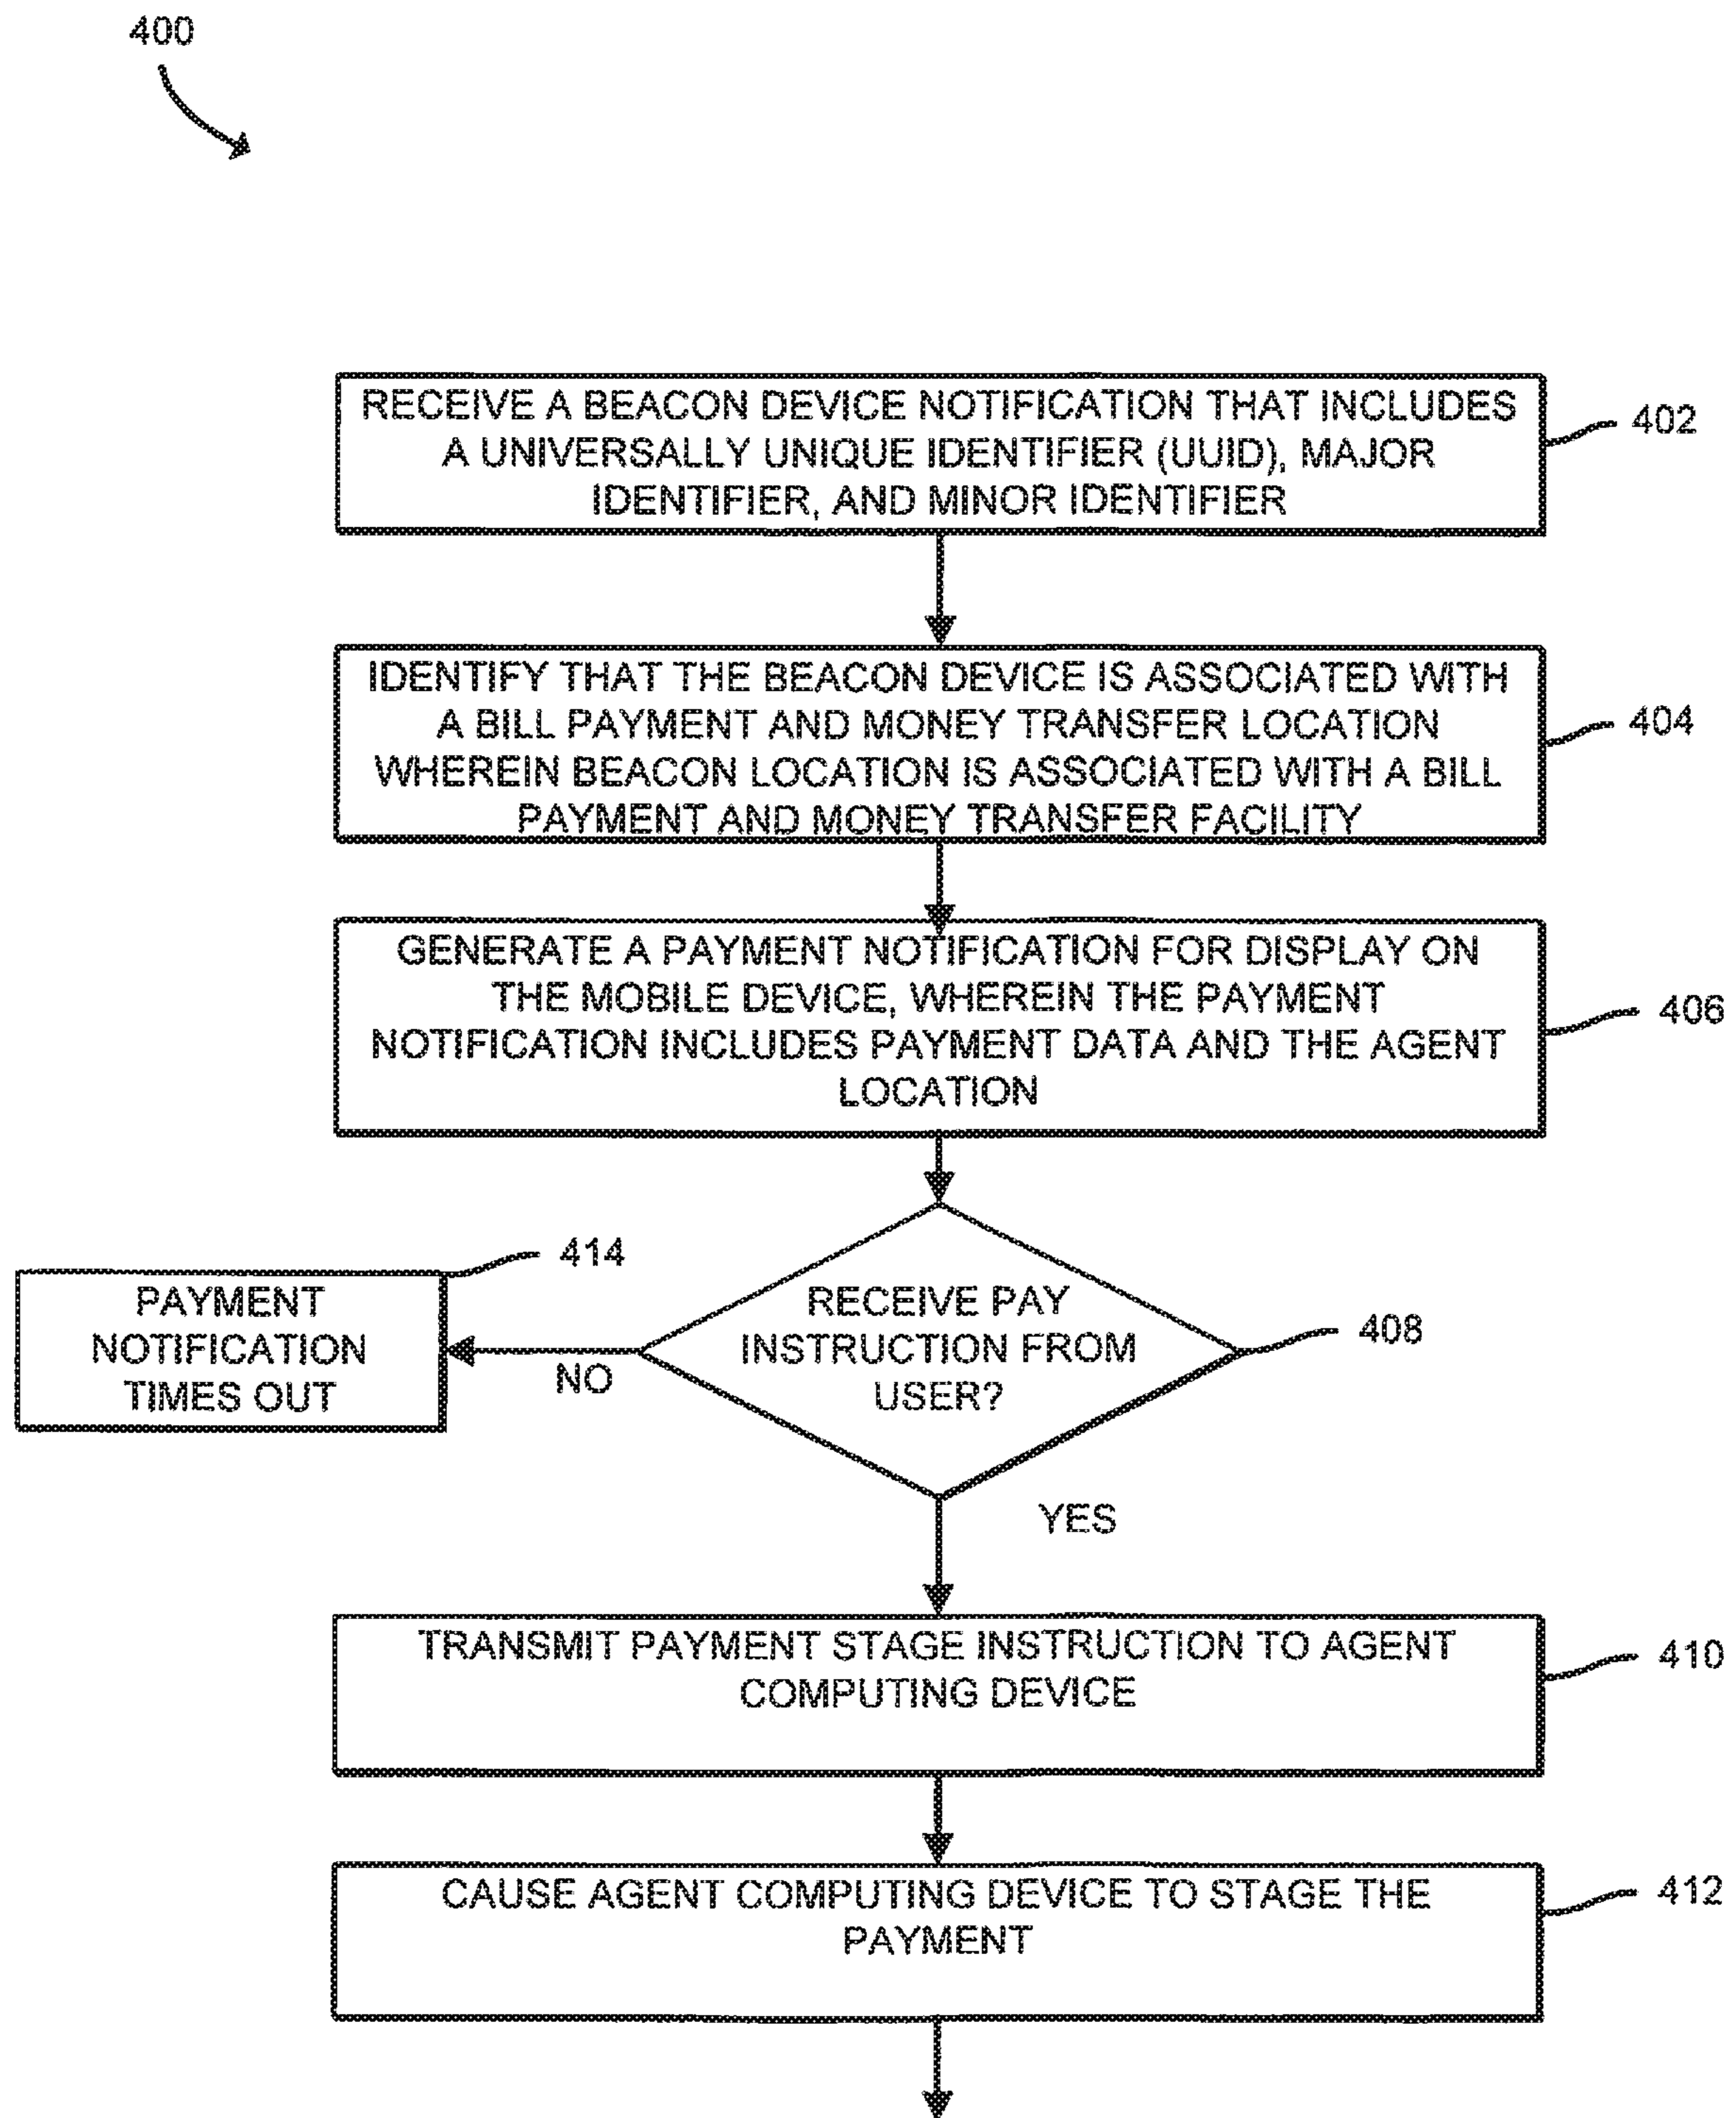 400
RECEIVE A BEACON DEVICE NOTIFICATION THAT INCLUDES
A UNIVERSALLY UNIQUE IDENTIFIER (UUID), MAJOR
IDENTIFIER, AND MINOR IDENTIFIER
402
IDENTIFY THAT THE BEACON DEVICE IS ASSOCIATED WITH
A BILL PAYMENT AND MONEY TRANSFER LOCATION
WHEREIN BEACON LOCATION IS ASSOCIATED WITH A BILL
PAYMENT AND MONEY TRANSFER FACILITY
404
GENERATE A PAYMENT NOTIFICATION FOR DISPLAY ON
THE MOBILE DEVICE, WHEREIN THE PAYMENT
NOTIFICATION INCLUDES PAYMENT DATA AND THE AGENT
LOCATION
406
414
PAYMENT
NOTIFICATION
TIMES OUT
NO
RECEIVE PAY
INSTRUCTION FROM
USER?
408
YES
TRANSMIT PAYMENT STAGE INSTRUCTION TO AGENT
COMPUTING DEVICE
410
CAUSE AGENT COMPUTING DEVICE TO STAGE THE
PAYMENT
412